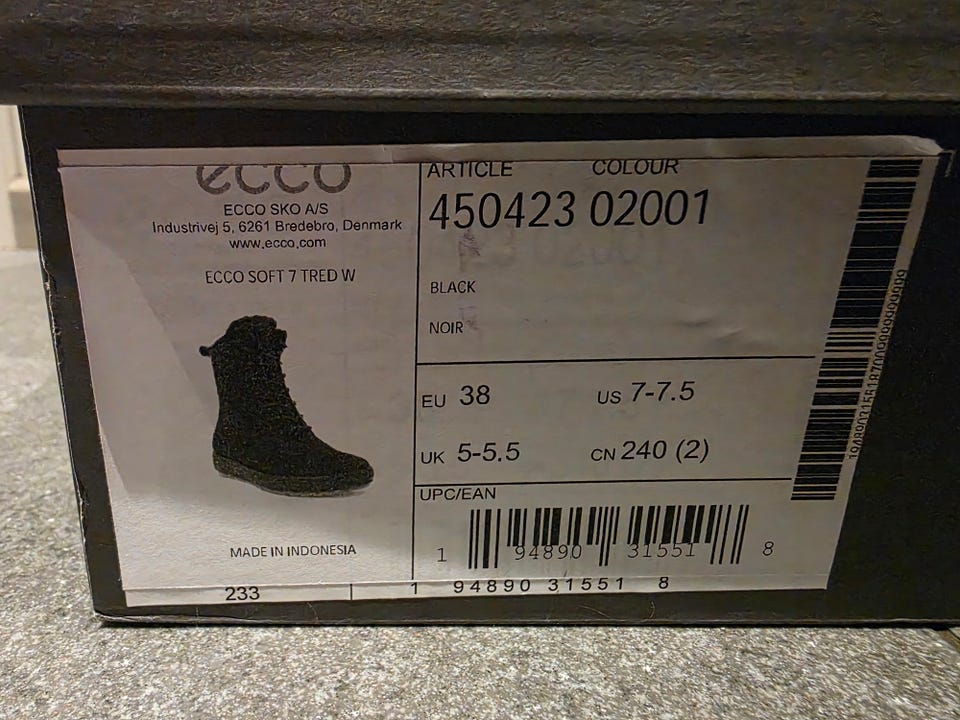 ecco
ECCO SKO A/S
Industrivej 5, 6261 Bredebro, Denmark
www.ecco.com
ECCO SOFT 7 TRED W
MADE IN INDONESIA
233
ARTICLE COLOUR
450423 02001
BLACK
NOIR
EU 38 US 7-7.5
UK 5-5.5 CN 240 (2)
UPC/EAN
1 94890 31551 8
1 94890 31551 8